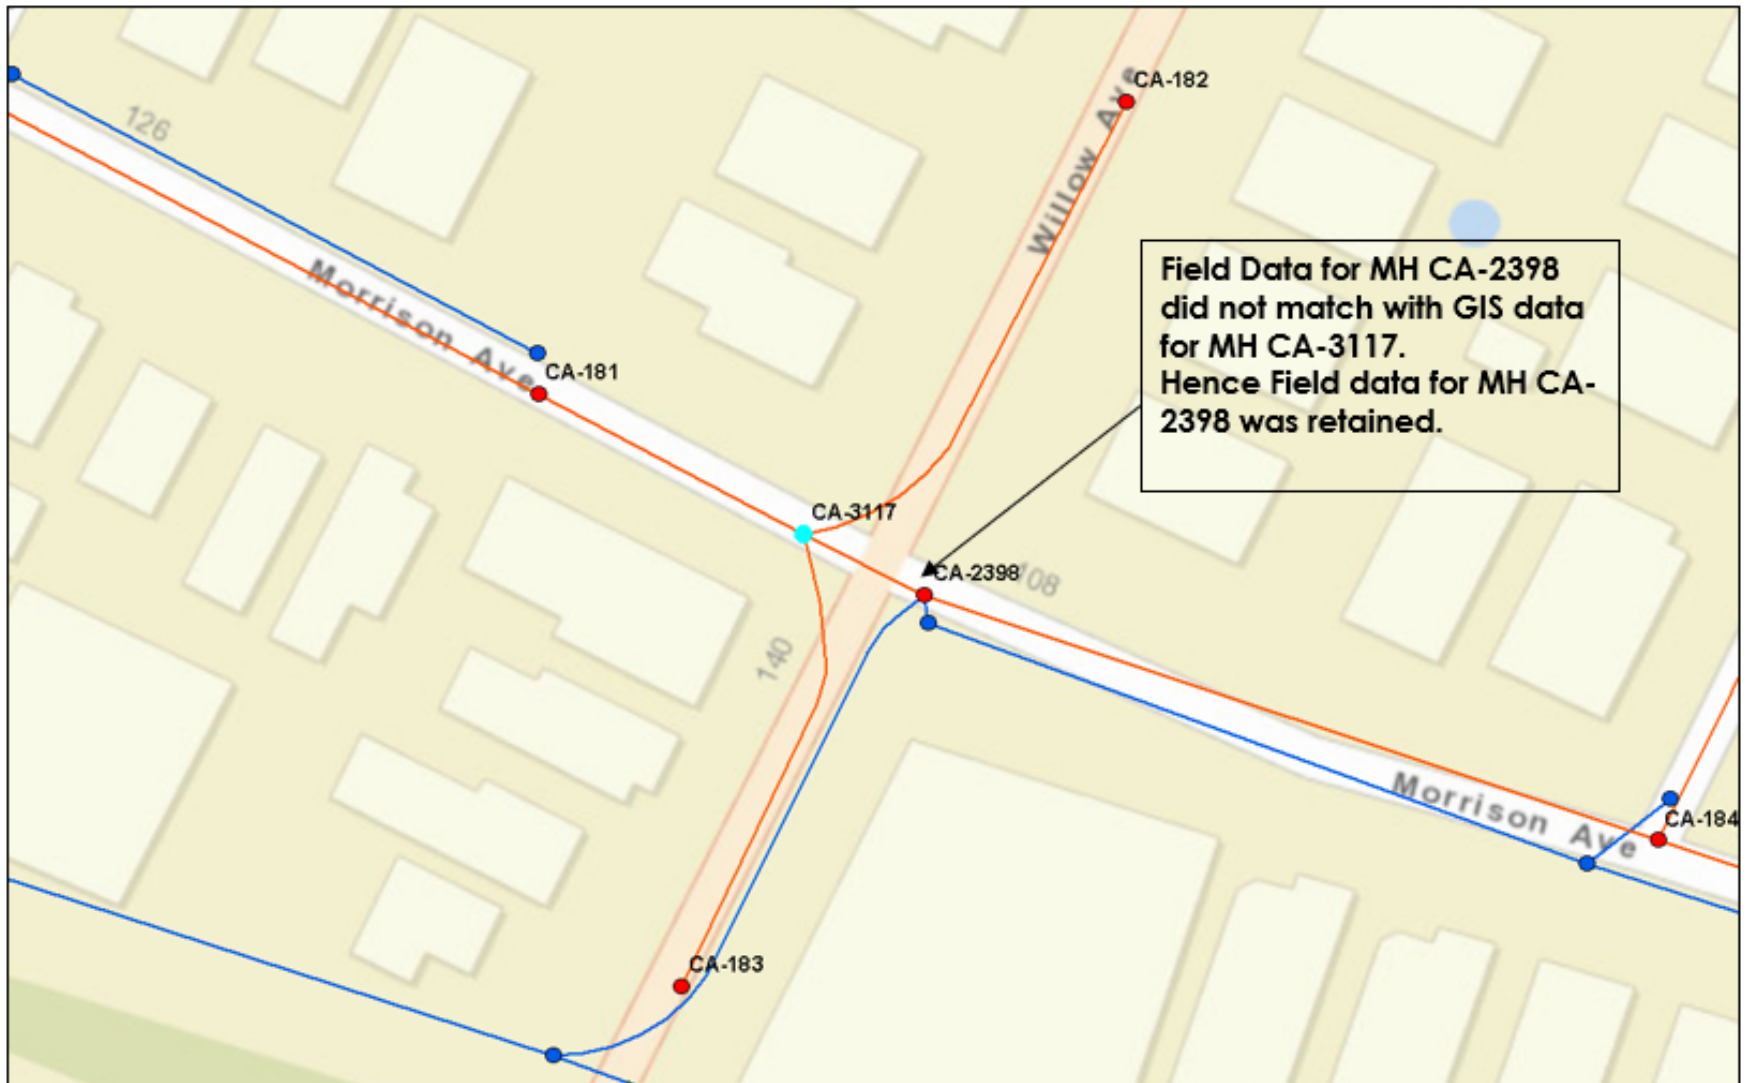 CA-182
126
Willow Ave
Field Data for MH CA-2398
did not match with GIS data
for MH CA-3117.
Hence Field data for MH CA-
2398 was retained.
Morrison Ave
CA-181
CA-3117
CA-2398
108
140
Morrison Ave
CA-184
CA-183